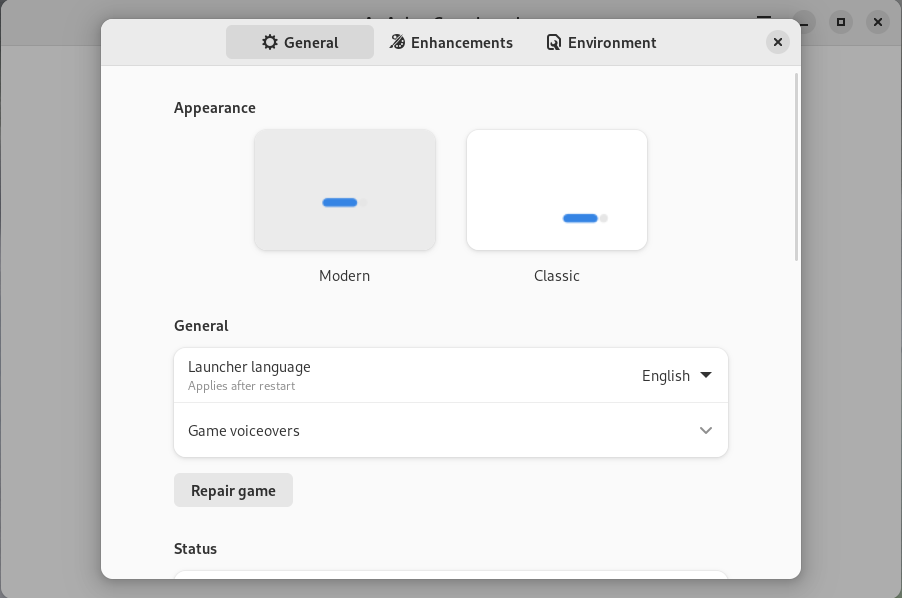 General
Enhancements
Environment
Appearance
Modern
Classic
General
Launcher language
Applies after restart
English
Game voiceovers
Repair game
Status